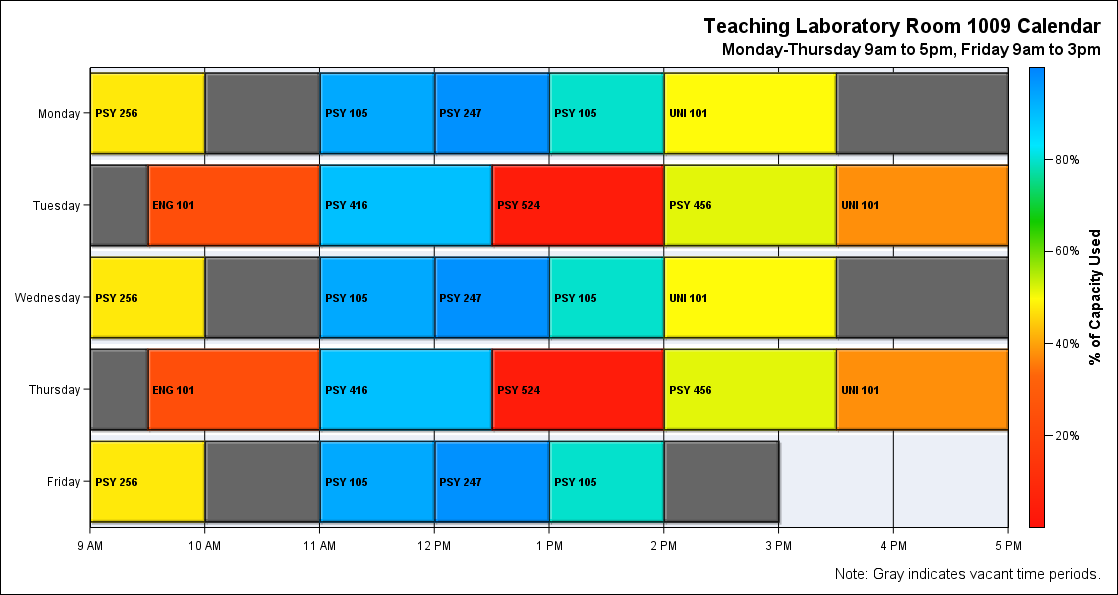 Teaching Laboratory Room 1009 Calendar
Monday-Thursday 9am to 5pm, Friday 9am to 3pm
Monday
PSY 256
PSY 105
PSY 247
PSY 105
UNI 101
Tuesday
ENG 101
PSY 416
PSY 524
PSY 456
UNI 101
Wednesday
PSY 256
PSY 105
PSY 247
PSY 105
UNI 101
Thursday
ENG 101
PSY 416
PSY 524
PSY 456
UNI 101
Friday
PSY 256
PSY 105
PSY 247
PSY 105
9 AM
10 AM
11 AM
12 PM
1 PM
2 PM
3 PM
4 PM
5 PM
80%
60%
40%
20%
% of Capacity Used
Note: Gray indicates vacant time periods.